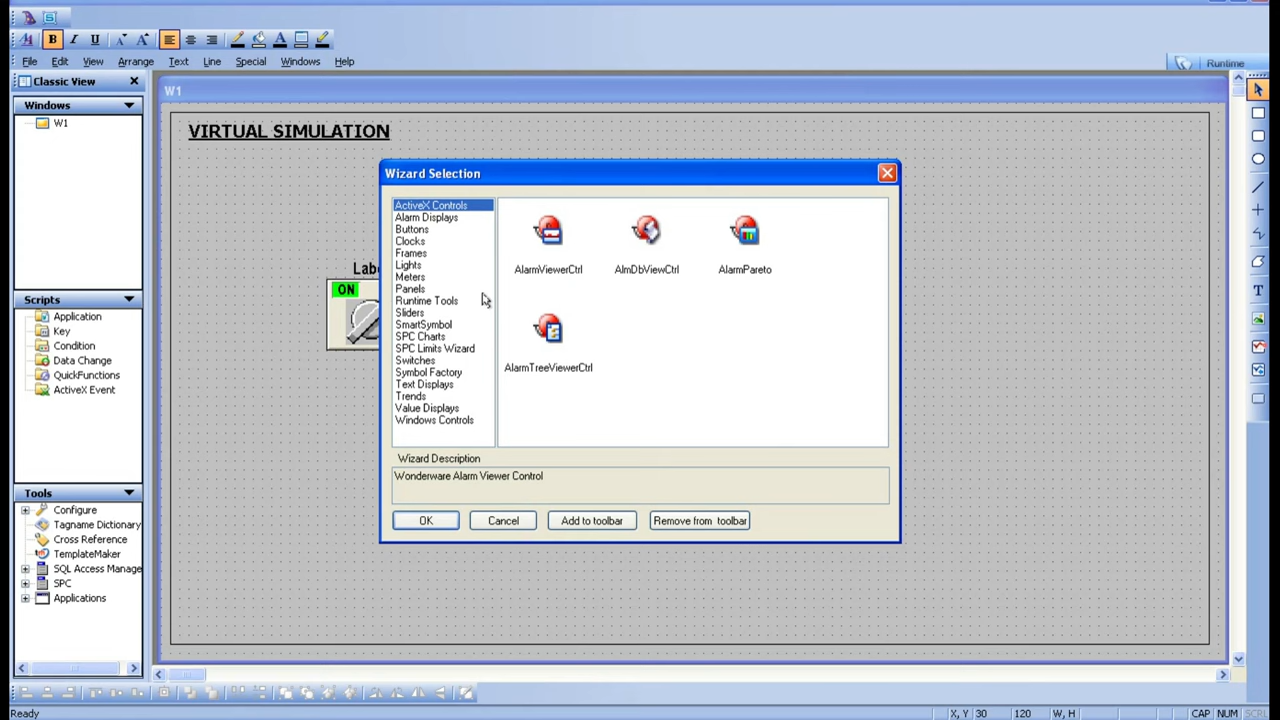 File Edit View Arrange Text Line Special Windows Help
Runtime
Classic View
Windows
W1
Scripts
Application
Key
Condition
Data Change
QuickFunctions
ActiveX Event
Tools
Configure
Tagname Dictionary
Cross Reference
TemplateMaker
SQL Access Manage
SPC
Applications
W1
VIRTUAL SIMULATION
ON
Wizard Selection
ActiveX Controls
Alarm Displays
Buttons
Clocks
Frames
Lights
Meters
Panels
Runtime Tools
Sliders
SmartSymbol
SPC Charts
SPC Limits Wizard
Switches
Symbol Factory
Text Displays
Trends
Value Displays
Windows Controls
AlarmViewerCtrl AlmDbViewCtrl AlarmPareto
AlarmTreeViewerCtrl
Wizard Description
Wonderware Alarm Viewer Control
OK Cancel Add to toolbar Remove from toolbar
Ready X, Y 30 120 W, H CAP NUM SCRL